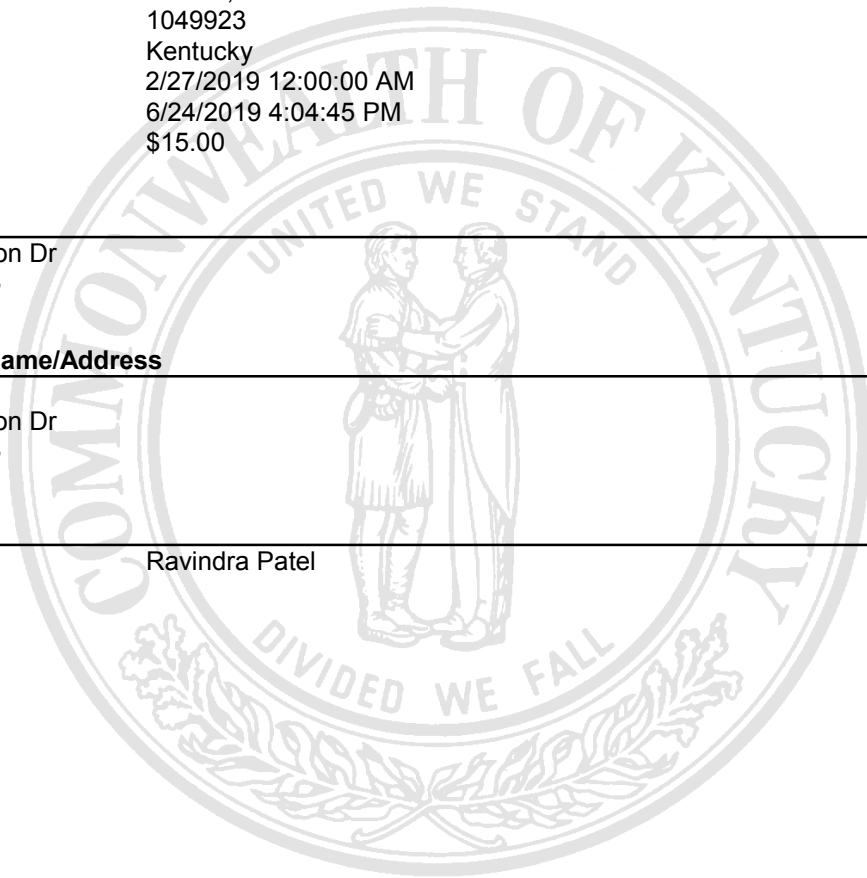 1049923
Kentucky
2/27/2019 12:00:00 AM
6/24/2019 4:04:45 PM
$15.00
on Dr
ame/Address
on Dr
Ravindra Patel
COMMONWEALTH OF KENTUCKY
UNITED WE STAND
DIVIDED WE FALL